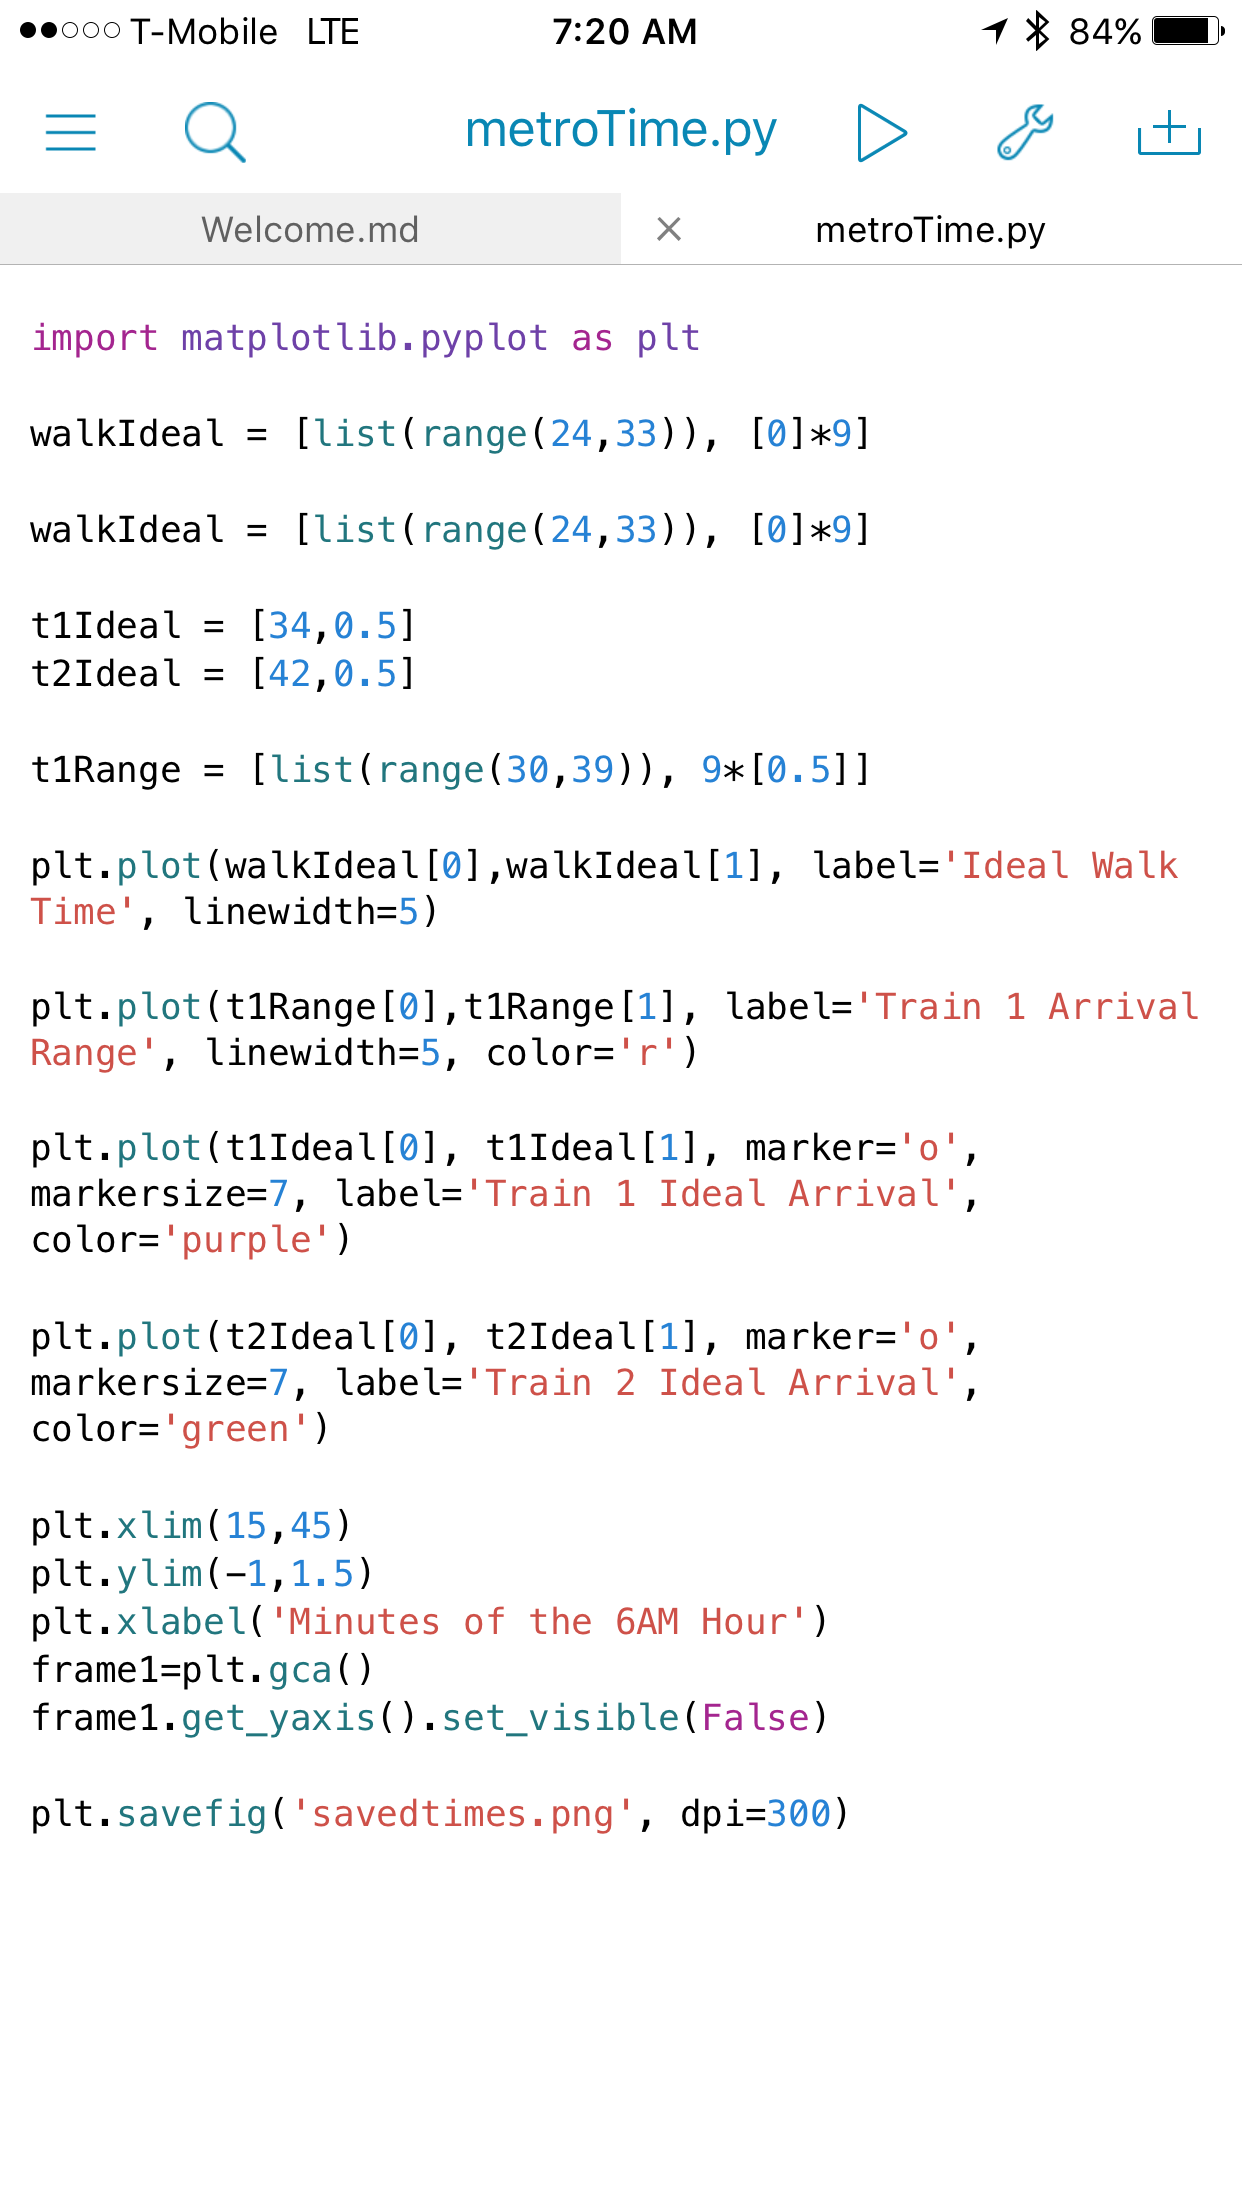 T-Mobile LTE 7:20 AM 84%
metroTime.py
Welcome.md metroTime.py
import matplotlib.pyplot as plt
walkIdeal = [list(range(24,33)), [0]*9]
walkIdeal = [list(range(24,33)), [0]*9]
t1Ideal = [34,0.5]
t2Ideal = [42,0.5]
t1Range = [list(range(30,39)), 9*[0.5]]
plt.plot(walkIdeal[0],walkIdeal[1], label='Ideal Walk
Time', linewidth=5)
plt.plot(t1Range[0],t1Range[1], label='Train 1 Arrival
Range', linewidth=5, color='r')
plt.plot(t1Ideal[0], t1Ideal[1], marker='o',
markersize=7, label='Train 1 Ideal Arrival',
color='purple')
plt.plot(t2Ideal[0], t2Ideal[1], marker='o',
markersize=7, label='Train 2 Ideal Arrival',
color='green')
plt.xlim(15,45)
plt.ylim(-1,1.5)
plt.xlabel('Minutes of the 6AM Hour')
frame1=plt.gca()
frame1.get_yaxis().set_visible(False)
plt.savefig('savedtimes.png', dpi=300)